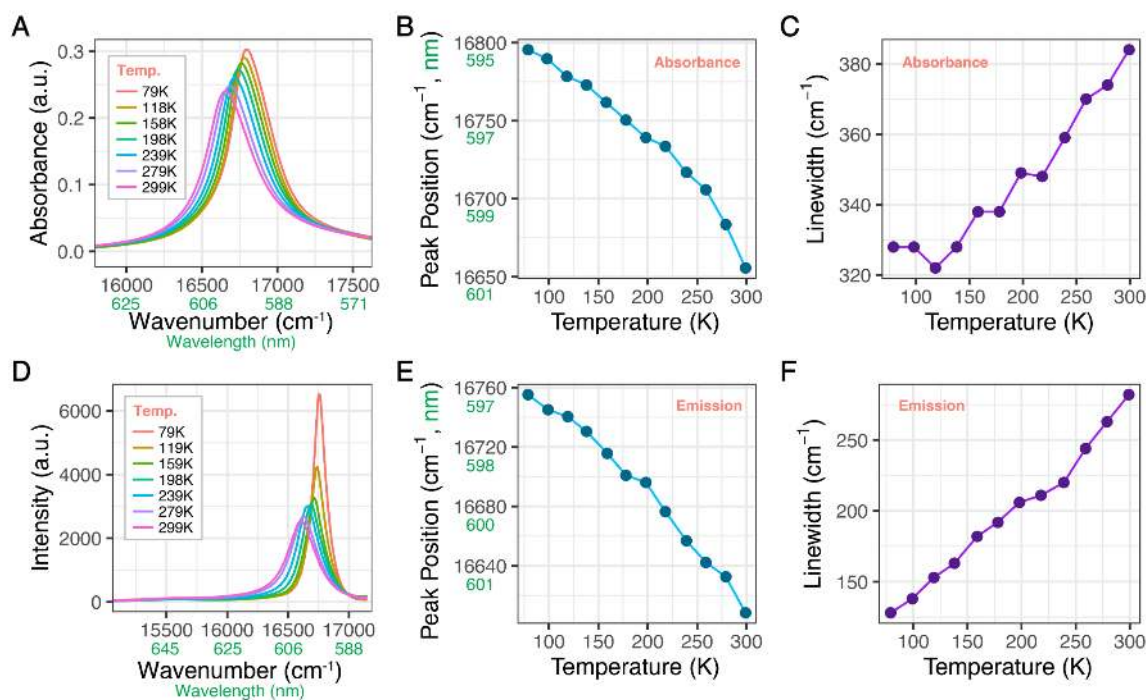 A
Absorbance (a.u.)
0.3
0.2
0.1
0.0
Temp.
79K
118K
158K
198K
239K
279K
299K
16000 16500 17000 17500
625 606 588 571
Wavenumber (cm⁻¹)
Wavelength (nm)
B
Peak Position (cm⁻¹, nm)
16800
595
16750
597
16700
599
16650
601
Absorbance
100 150 200 250 300
Temperature (K)
C
Linewidth (cm⁻¹)
380
360
340
320
Absorbance
100 150 200 250 300
Temperature (K)
D
Intensity (a.u.)
6000
4000
2000
0
Temp.
79K
119K
159K
198K
239K
279K
299K
15500 16000 16500 17000
645 625 606 588
Wavenumber (cm⁻¹)
Wavelength (nm)
E
Peak Position (cm⁻¹, nm)
16760
597
16720
598
16680
600
16640
601
Emission
100 150 200 250 300
Temperature (K)
F
Linewidth (cm⁻¹)
250
200
150
Emission
100 150 200 250 300
Temperature (K)